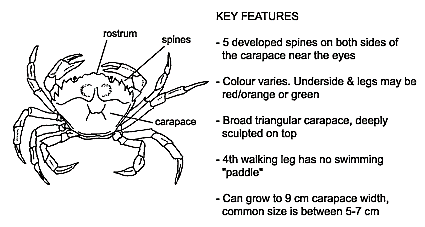 rostrum
spines
carapace
KEY FEATURES
- 5 developed spines on both sides of
the carapace near the eyes
- Colour varies. Underside & legs may be
red/orange or green
- Broad triangular carapace, deeply
sculpted on top
- 4th walking leg has no swimming
"paddle"
- Can grow to 9 cm carapace width,
common size is between 5-7 cm